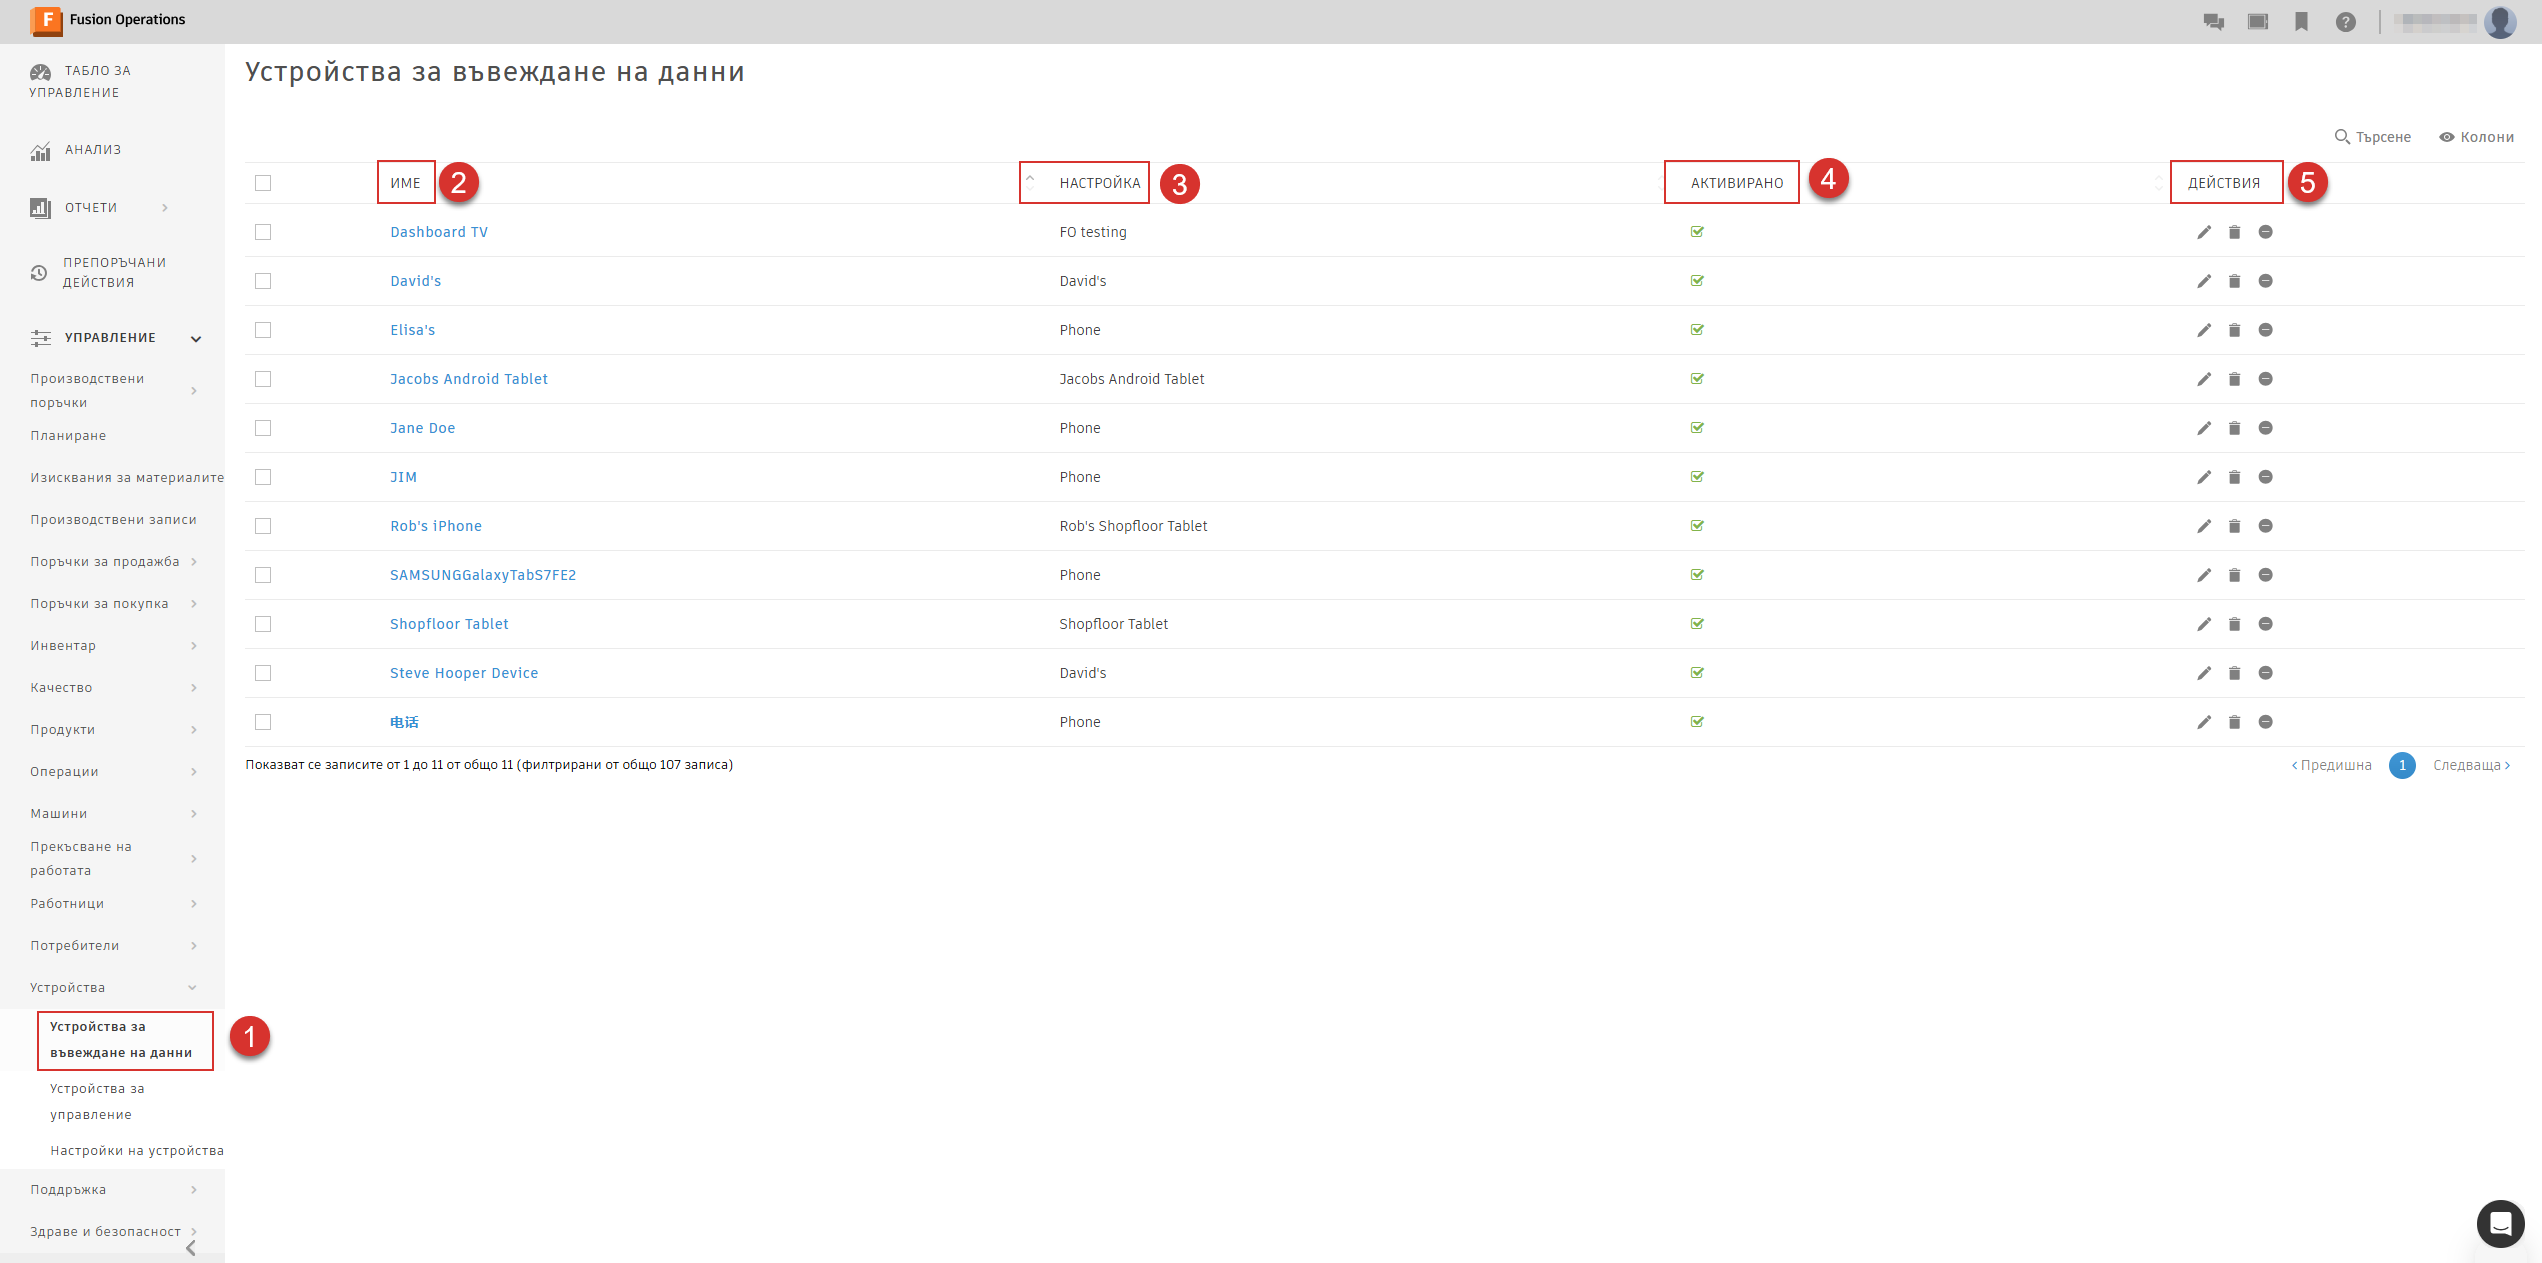 F Fusion Operations
ТАБЛО ЗА
УПРАВЛЕНИЕ
АНАЛИЗ
ОТЧЕТИ
ПРЕПОРЪЧАНИ
ДЕЙСТВИЯ
УПРАВЛЕНИЕ
Производствени
поръчки
Планиране
Изисквания за материалите
Производствени записи
Поръчки за продажба
Поръчки за покупка
Инвентар
Качество
Продукти
Операции
Машини
Прекъсване на
работата
Работници
Потребители
Устройства
Устройства за
въвеждане на данни
1
Устройства за
управление
Настройки на устройства
Поддръжка
Здраве и безопасност
Устройства за въвеждане на данни
Търсене Колони
ИМЕ 2 НАСТРОЙКА 3 АКТИВИРАНО 4 ДЕЙСТВИЯ 5
Dashboard TV FO testing
David's David's
Elisa's Phone
Jacobs Android Tablet Jacobs Android Tablet
Jane Doe Phone
JIM Phone
Rob's iPhone Rob's Shopfloor Tablet
SAMSUNGGalaxyTabS7FE2 Phone
Shopfloor Tablet Shopfloor Tablet
Steve Hooper Device David's
电话 Phone
Показват се записите от 1 до 11 от общо 11 (филтрирани от общо 107 записа)
Предишна 1 Следваща